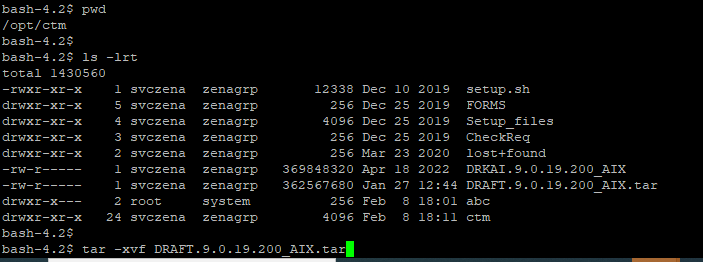 bash-4.2$ pwd
/opt/ctm
bash-4.2$
bash-4.2$ ls -lrt
total 1430560
-rwxr-xr-x 1 svczena zenagrp 12338 Dec 10 2019 setup.sh
drwxr-xr-x 5 svczena zenagrp 256 Dec 25 2019 FORMS
drwxr-xr-x 4 svczena zenagrp 4096 Dec 25 2019 Setup_files
drwxr-xr-x 3 svczena zenagrp 256 Dec 25 2019 CheckReq
drwxr-xr-x 2 svczena zenagrp 256 Mar 23 2020 lost+found
-rw-r----- 1 svczena zenagrp 369848320 Apr 18 2022 DRKAI.9.0.19.200_AIX
-rw-r----- 1 svczena zenagrp 362567680 Jan 27 12:44 DRAFT.9.0.19.200_AIX.tar
drwxr-x--- 2 root system 256 Feb 8 18:01 abc
drwxr-xr-x 24 svczena zenagrp 4096 Feb 8 18:11 ctm
bash-4.2$
bash-4.2$ tar -xvf DRAFT.9.0.19.200_AIX.tar